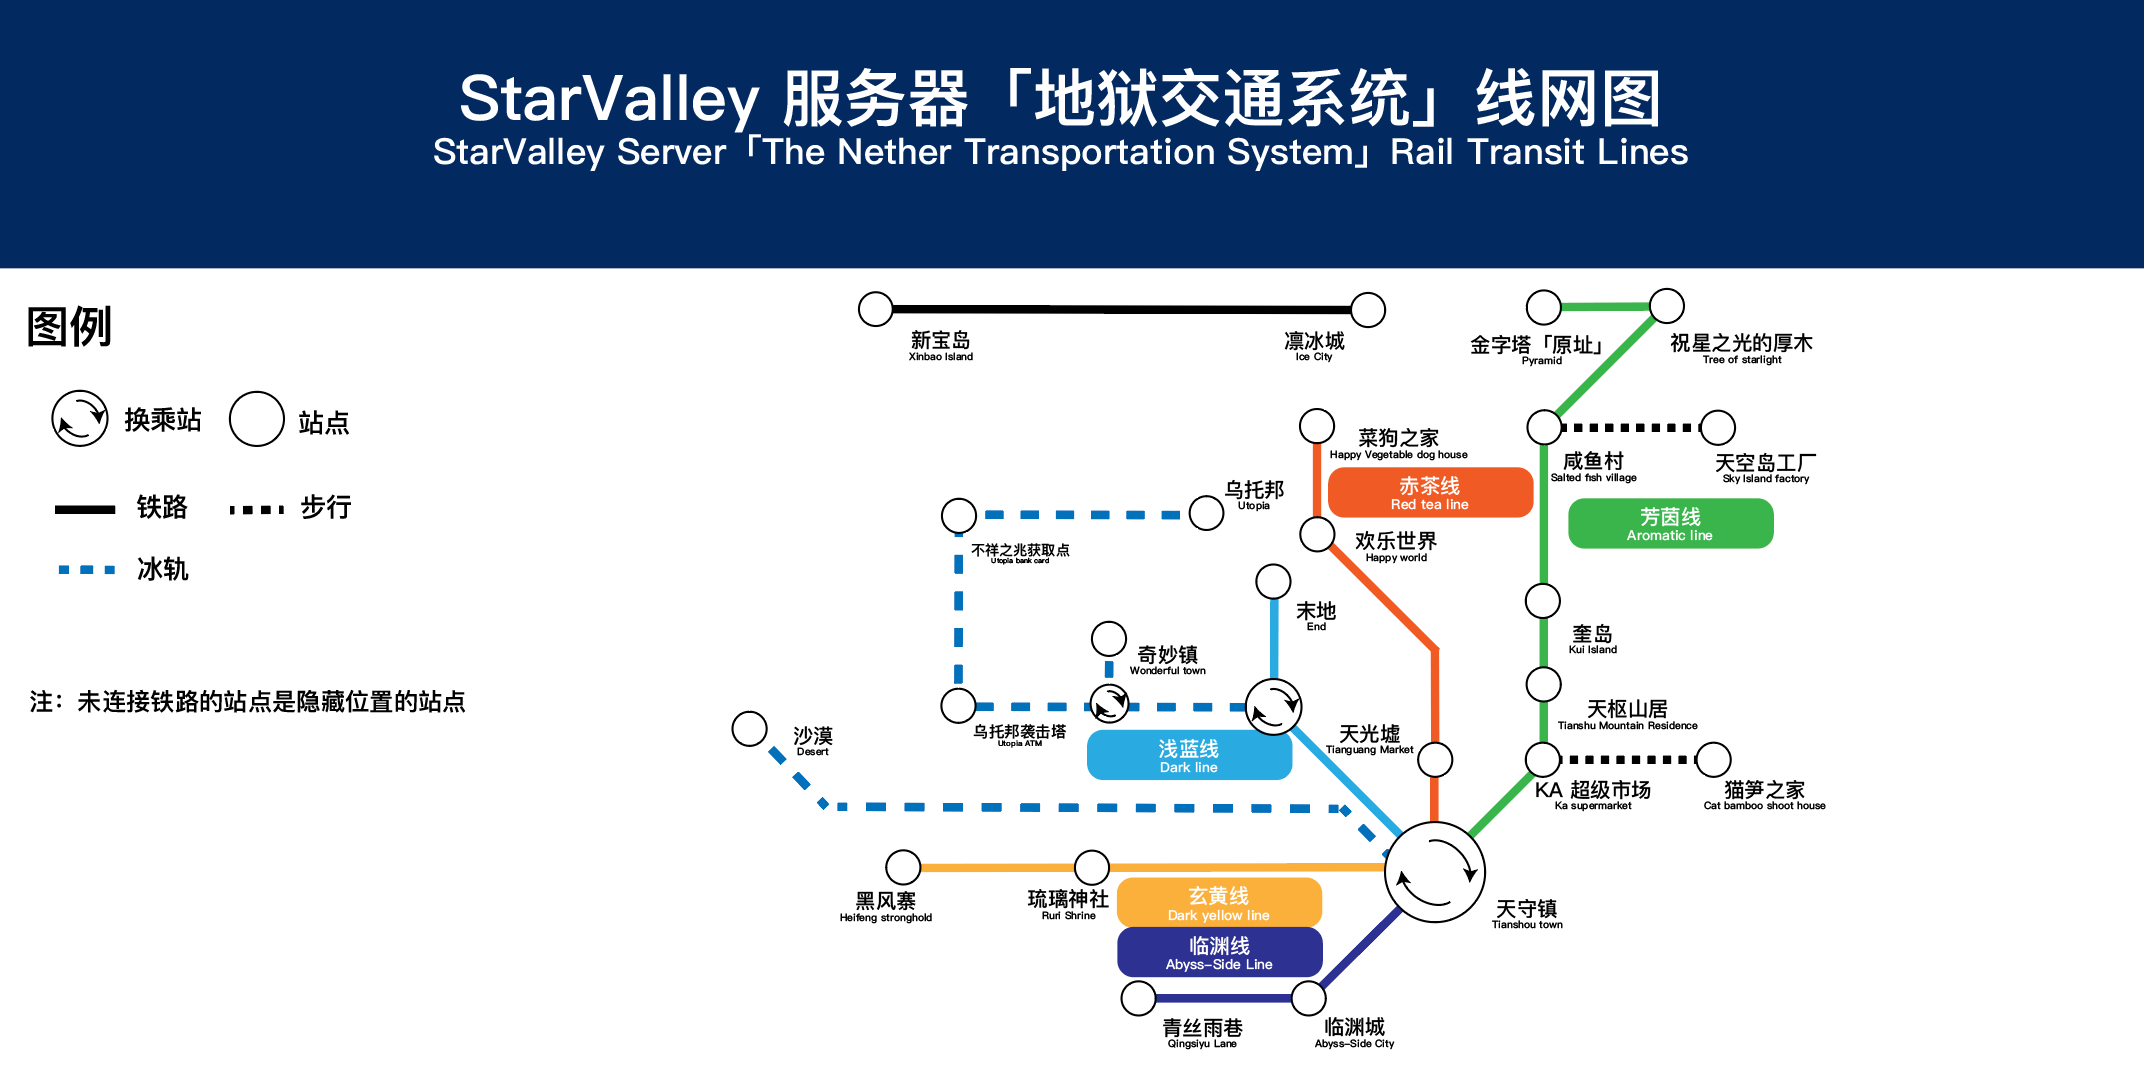 StarValley 服务器「地狱交通系统」线网图
StarValley Server「The Nether Transportation System」Rail Transit Lines
图例
换乘站
站点
铁路
步行
冰轨
注：未连接铁路的站点是隐藏位置的站点
新宝岛
Xinbao Island
凛冰城
Ice City
金字塔「原址」
Pyramid
祝星之光的厚木
Tree of starlight
菜狗之家
Happy Vegetable dog house
赤茶线
Red tea line
咸鱼村
Salted fish village
天空岛工厂
Sky Island factory
乌托邦
Utopia
芳茵线
Aromatic line
不祥之兆获取点
Utopia bank card
欢乐世界
Happy world
末地
End
奎岛
Kui Island
奇妙镇
Wonderful town
天枢山居
Tianshu Mountain Residence
沙漠
Desert
乌托邦袭击塔
Utopia ATM
浅蓝线
Dark line
天光墟
Tianguang Market
KA 超级市场
Ka supermarket
猫笋之家
Cat bamboo shoot house
黑风寨
Heifeng stronghold
琉璃神社
Ruri Shrine
玄黄线
Dark yellow line
天守镇
Tianshou town
临渊线
Abyss-Side Line
青丝雨巷
Qingsiyu Lane
临渊城
Abyss-Side City